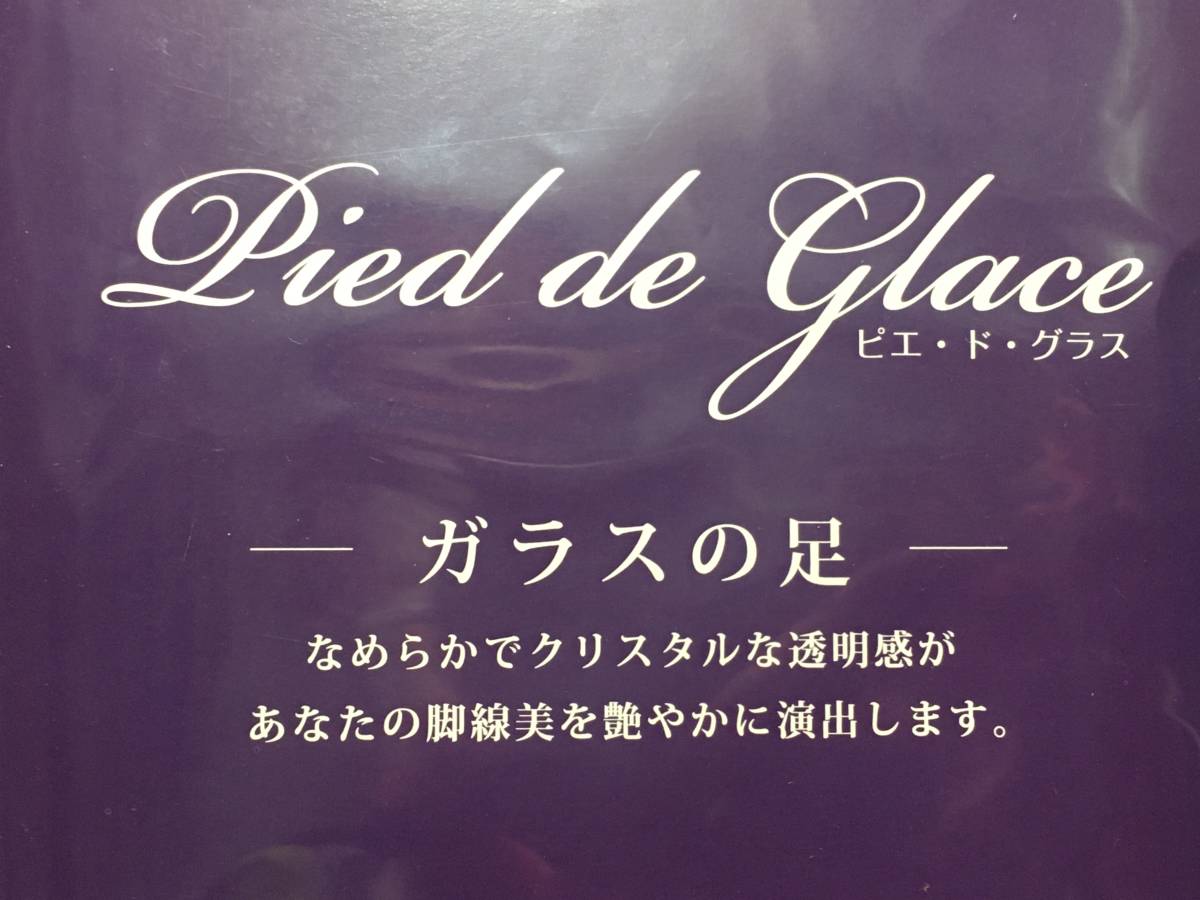 Pied de Glace
ピエ・ド・グラス
ガラスの足
なめらかでクリスタルな透明感が
あなたの脚線美を艶やかに演出します。